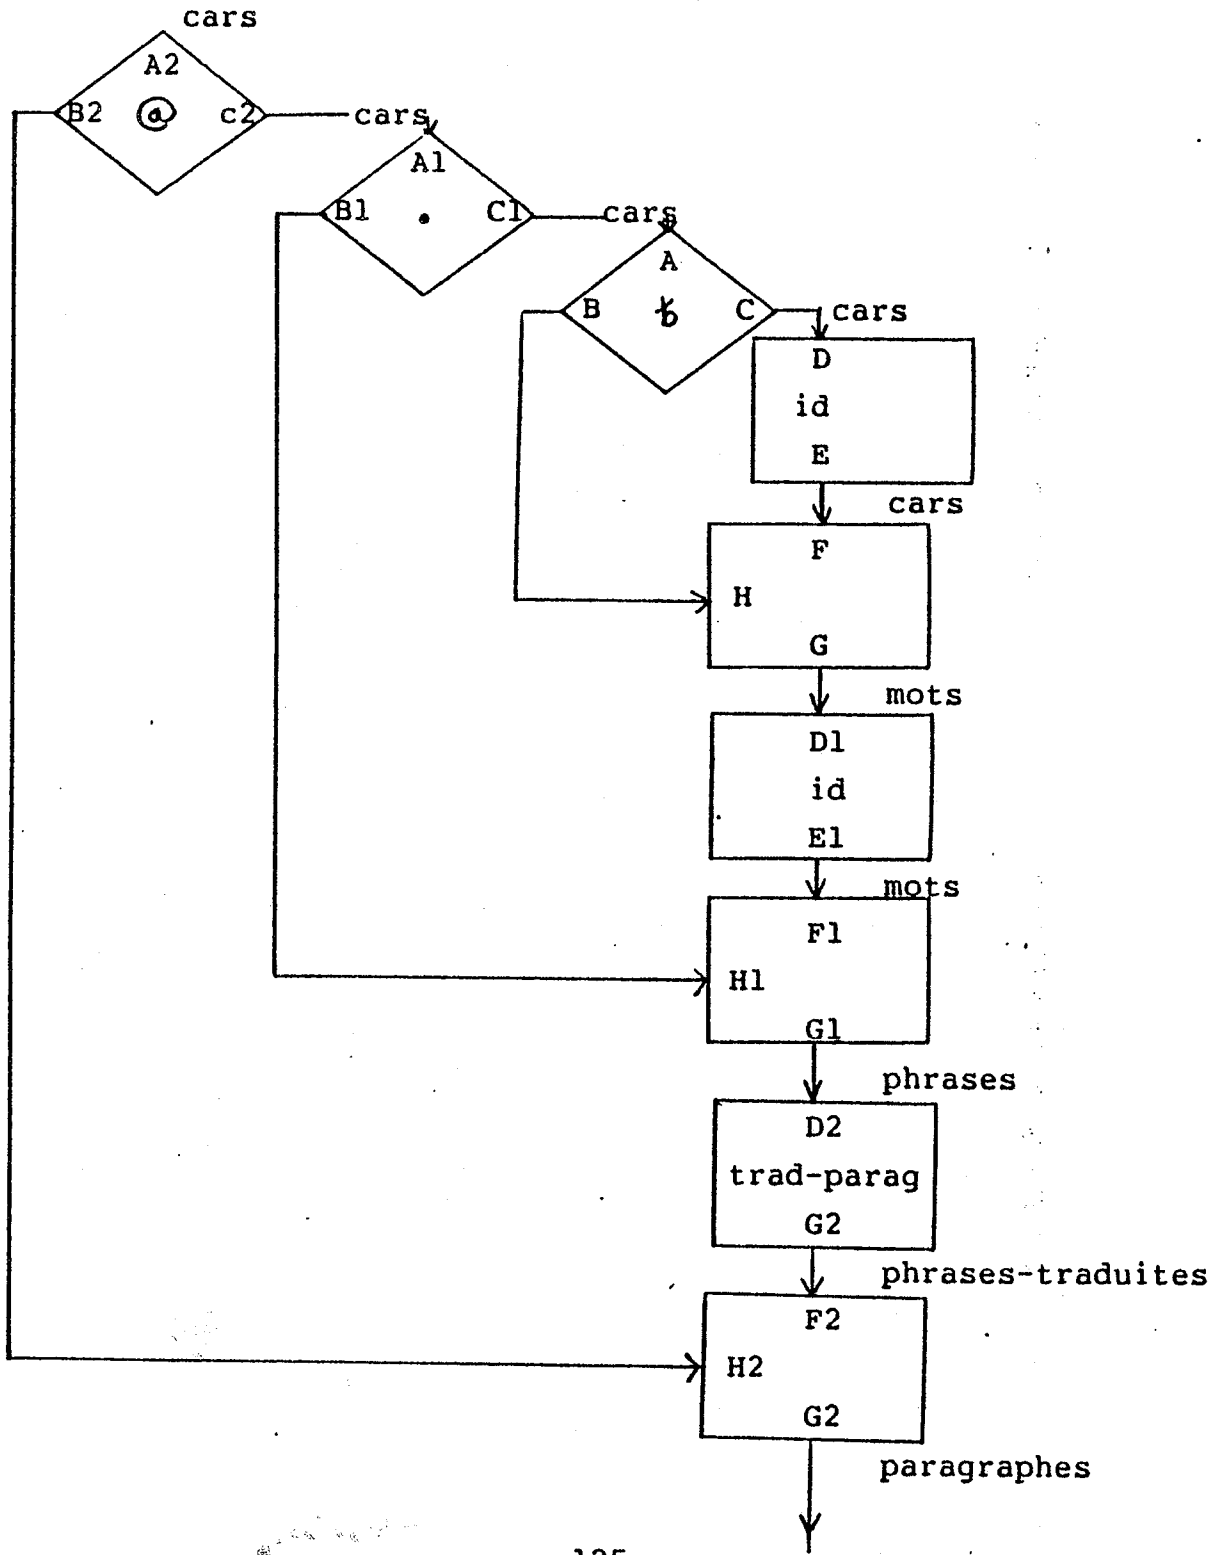 cars
A2
B2 @ c2
cars
A1
B1 . C1
cars
A
B ƀ C
cars
D
id
E
cars
F
H
G
mots
D1
id
E1
mots
F1
H1
G1
phrases
D2
trad-parag
G2
phrases-traduites
F2
H2
G2
paragraphes